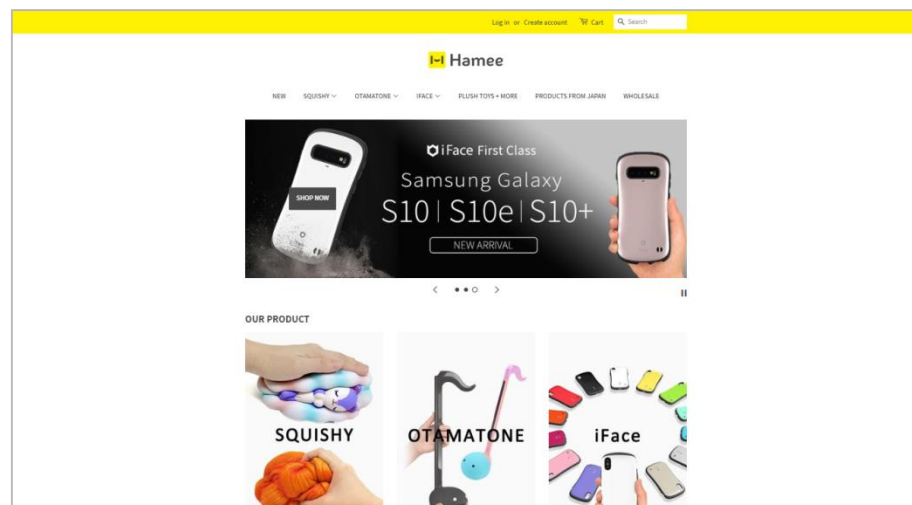 Log in or Create account Cart Search
Hamee
NEW SQUISHY OTAMATONE IFACE PLUSH TOYS + MORE PRODUCTS FROM JAPAN WHOLESALE
iFace First Class
Samsung Galaxy
SHOP NOW
S10 | S10e | S10+
NEW ARRIVAL
OUR PRODUCT
SQUISHY
OTAMATONE
iFace